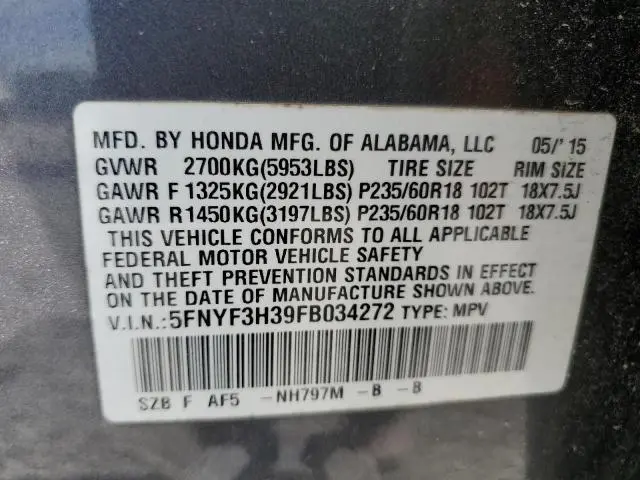 MFD. BY HONDA MFG. OF ALABAMA, LLC 05/'15
GVWR 2700KG(5953LBS) TIRE SIZE RIM SIZE
GAWR F 1325KG(2921LBS) P235/60R18 102T 18X7.5J
GAWR R1450KG(3197LBS) P235/60R18 102T 18X7.5J
THIS VEHICLE CONFORMS TO ALL APPLICABLE
FEDERAL MOTOR VEHICLE SAFETY
AND THEFT PREVENTION STANDARDS IN EFFECT
ON THE DATE OF MANUFACTURE SHOWN ABOVE.
V.I.N.:5FNYF3H39FB034272 TYPE: MPV
SZB F AF5 -NH797M -B -B